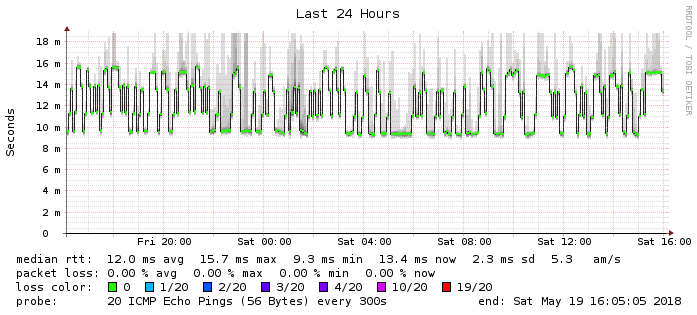 Last 24 Hours
RRDTOOL / TOBI OETIKER
Seconds
18 m
16 m
14 m
12 m
10 m
8 m
6 m
4 m
2 m
0
Fri 20:00 Sat 00:00 Sat 04:00 Sat 08:00 Sat 12:00 Sat 16:00
median rtt: 12.0 ms avg 15.7 ms max 9.3 ms min 13.4 ms now 2.3 ms sd 5.3 am/s
packet loss: 0.00 % avg 0.00 % max 0.00 % min 0.00 % now
loss color: 0 1/20 2/20 3/20 4/20 10/20 19/20
probe: 20 ICMP Echo Pings (56 Bytes) every 300s end: Sat May 19 16:05:05 2018